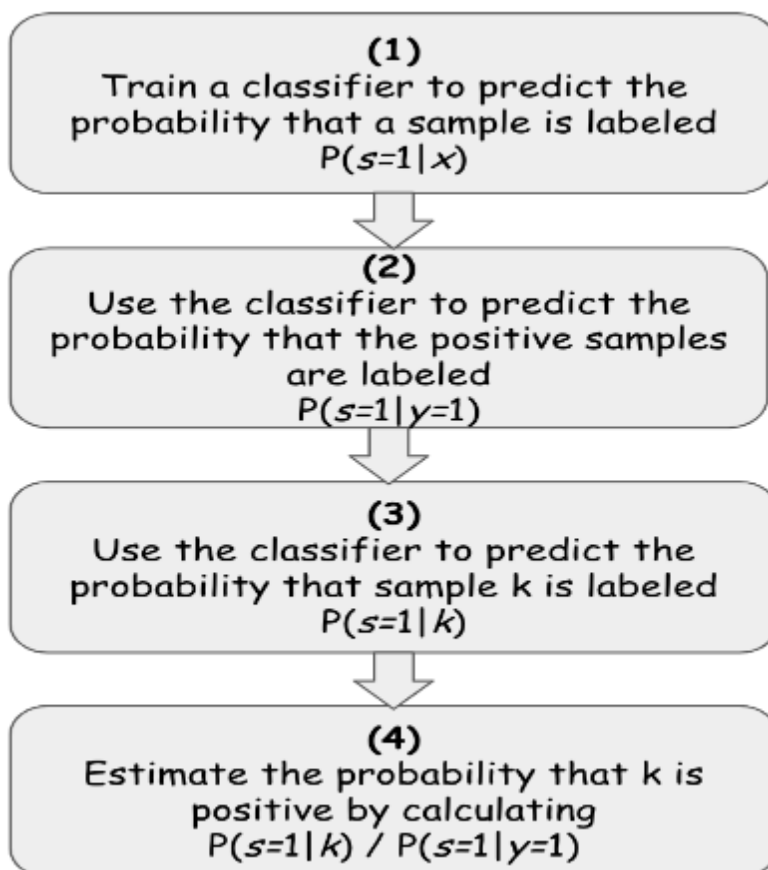 (1)
Train a classifier to predict the
probability that a sample is labeled
P(s=1|x)
(2)
Use the classifier to predict the
probability that the positive samples
are labeled
P(s=1|y=1)
(3)
Use the classifier to predict the
probability that sample k is labeled
P(s=1|k)
(4)
Estimate the probability that k is
positive by calculating
P(s=1|k) / P(s=1|y=1)